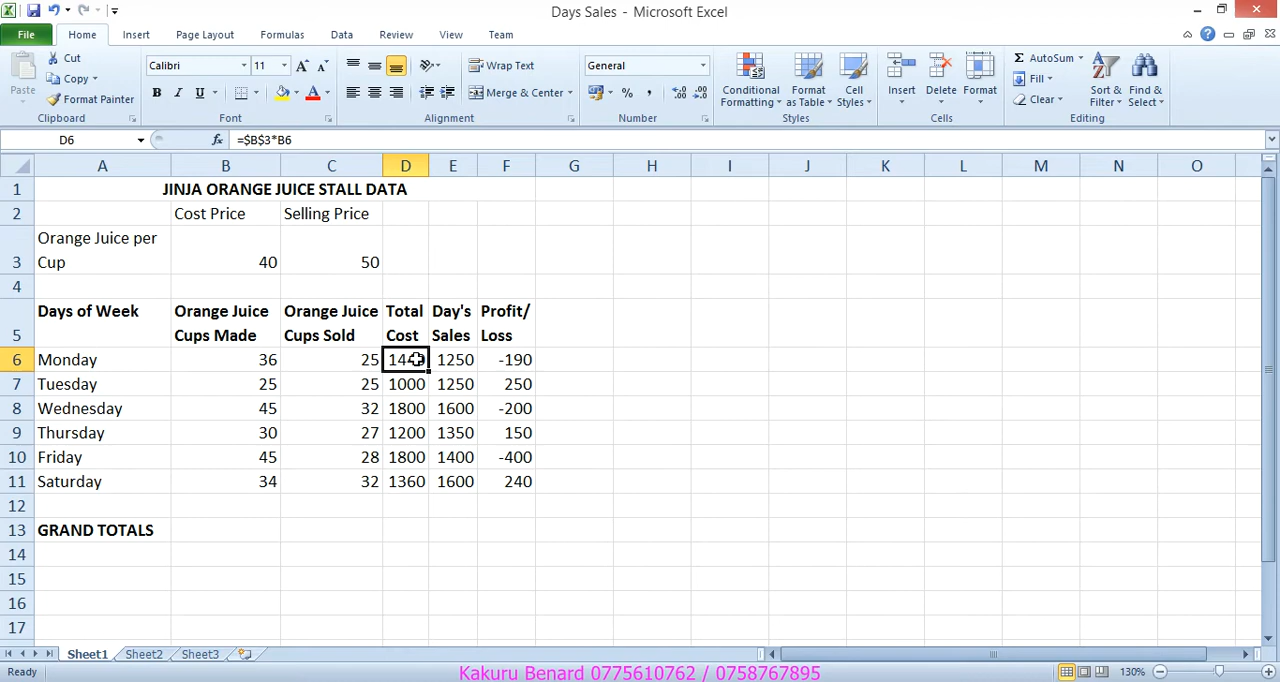 Days Sales - Microsoft Excel
File Home Insert Page Layout Formulas Data Review View Team
Cut
Copy
Format Painter
Paste
Clipboard
Calibri 11
B I U
Font
Wrap Text
Merge & Center
Alignment
General
% ,
Number
Conditional Formatting
Format as Table
Cell Styles
Styles
Insert Delete Format
Cells
Σ AutoSum
Fill
Clear
Sort & Filter
Find & Select
Editing
D6 fx =$B$3*B6
A B C D E F G H I J K L M N O
1 JINJA ORANGE JUICE STALL DATA
2 Cost Price Selling Price
3 Orange Juice per Cup 40 50
4
5 Days of Week Orange Juice Cups Made Orange Juice Cups Sold Total Cost Day's Sales Profit/ Loss
6 Monday 36 25 1440 1250 -190
7 Tuesday 25 25 1000 1250 250
8 Wednesday 45 32 1800 1600 -200
9 Thursday 30 27 1200 1350 150
10 Friday 45 28 1800 1400 -400
11 Saturday 34 32 1360 1600 240
12
13 GRAND TOTALS
14
15
16
17
Sheet1 Sheet2 Sheet3
Ready 130%
Kakuru Benard 0775610762 / 0758767895